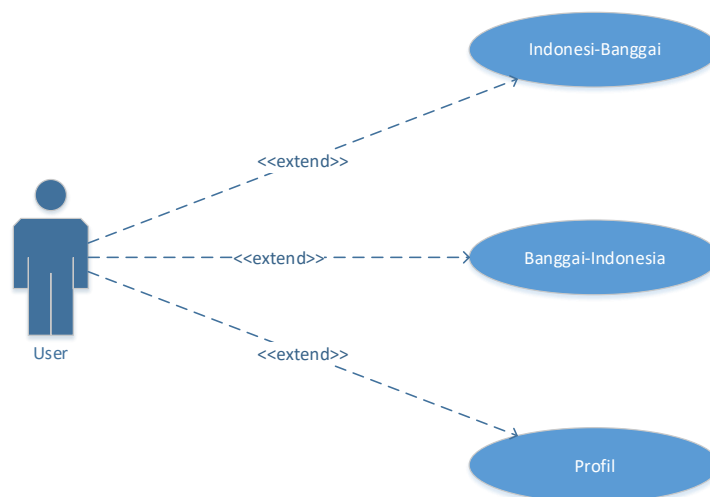 Indonesi-Banggai
<<extend>>
<<extend>>
Banggai-Indonesia
User
<<extend>>
Profil